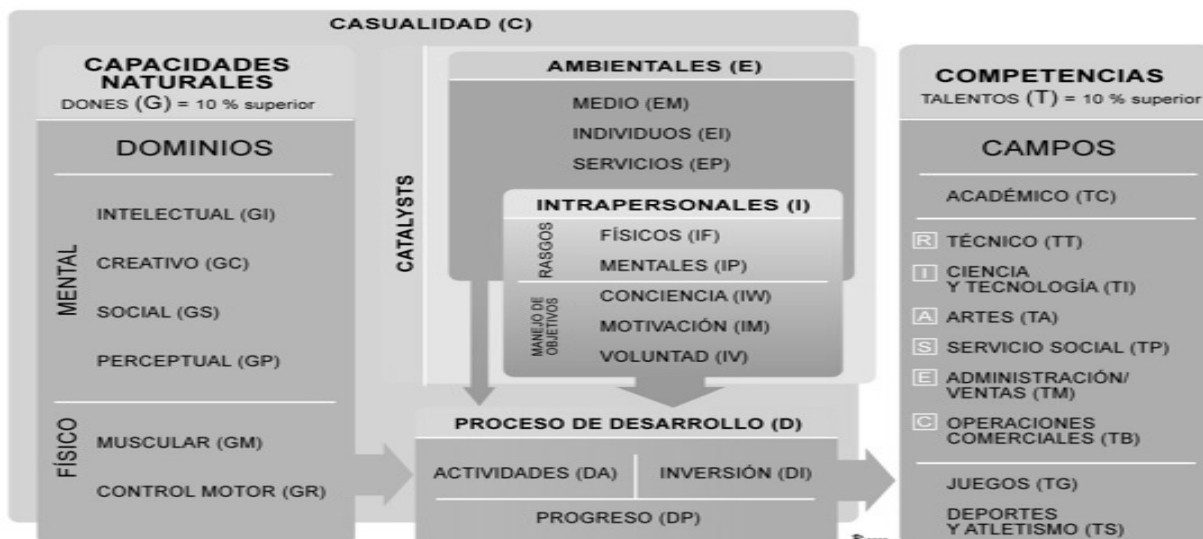 CASUALIDAD (C)
CAPACIDADES
NATURALES
DONES (G) = 10 % superior
DOMINIOS
MENTAL
INTELECTUAL (GI)
CREATIVO (GC)
SOCIAL (GS)
PERCEPTUAL (GP)
FÍSICO
MUSCULAR (GM)
CONTROL MOTOR (GR)
CATALYSTS
AMBIENTALES (E)
MEDIO (EM)
INDIVIDUOS (EI)
SERVICIOS (EP)
INTRAPERSONALES (I)
RASGOS
FÍSICOS (IF)
MENTALES (IP)
MANEJO DE
OBJETIVOS
CONCIENCIA (IW)
MOTIVACIÓN (IM)
VOLUNTAD (IV)
PROCESO DE DESARROLLO (D)
ACTIVIDADES (DA)
INVERSIÓN (DI)
PROGRESO (DP)
COMPETENCIAS
TALENTOS (T) = 10 % superior
CAMPOS
ACADÉMICO (TC)
R TÉCNICO (TT)
I CIENCIA
Y TECNOLOGÍA (TI)
A ARTES (TA)
S SERVICIO SOCIAL (TP)
E ADMINISTRACIÓN/
VENTAS (TM)
C OPERACIONES
COMERCIALES (TB)
JUEGOS (TG)
DEPORTES
Y ATLETISMO (TS)